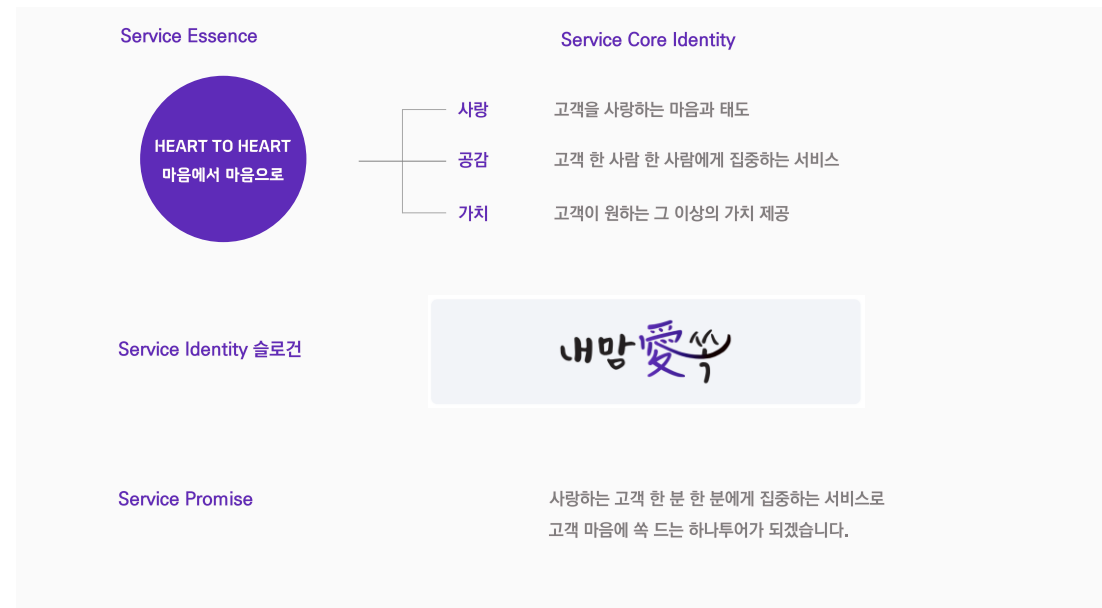 Service Essence
Service Core Identity
HEART TO HEART
마음에서 마음으로
사랑
고객을 사랑하는 마음과 태도
공감
고객 한 사람 한 사람에게 집중하는 서비스
가치
고객이 원하는 그 이상의 가치 제공
Service Identity 슬로건
내맘愛쏙
Service Promise
사랑하는 고객 한 분 한 분에게 집중하는 서비스로
고객 마음에 쏙 드는 하나투어가 되겠습니다.